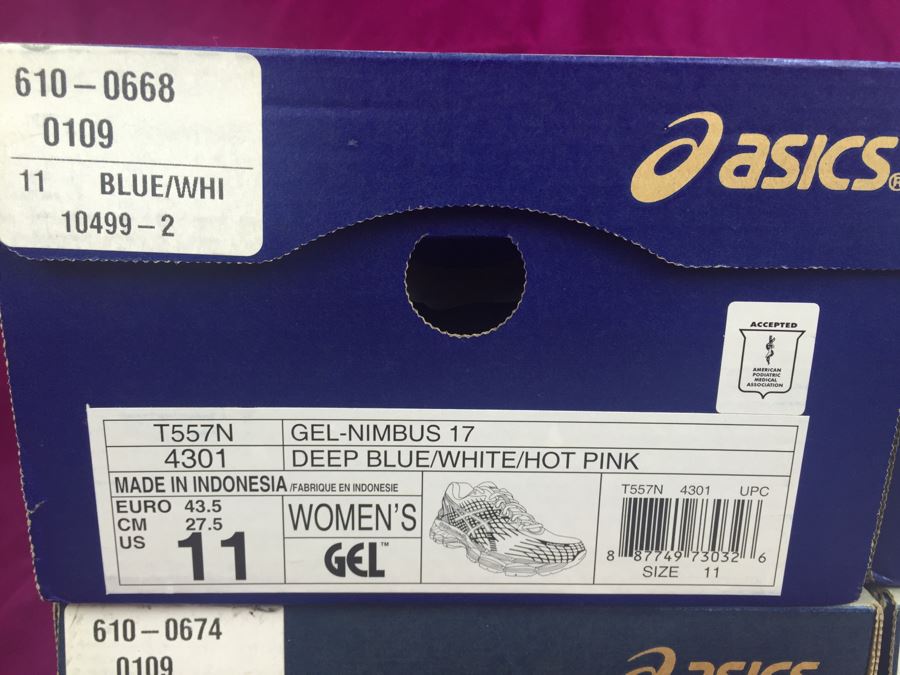 610-0668
0109
11 BLUE/WHI
10499-2
asics®
ACCEPTED
AMERICAN
PODIATRIC
MEDICAL
ASSOCIATION
T557N GEL-NIMBUS 17
4301 DEEP BLUE/WHITE/HOT PINK
MADE IN INDONESIA /FABRIQUE EN INDONESIE
EURO 43.5
CM 27.5
US 11
WOMEN'S
GEL™
T557N 4301 UPC
8 87749 73032 6
SIZE 11
610-0674
0109
asics